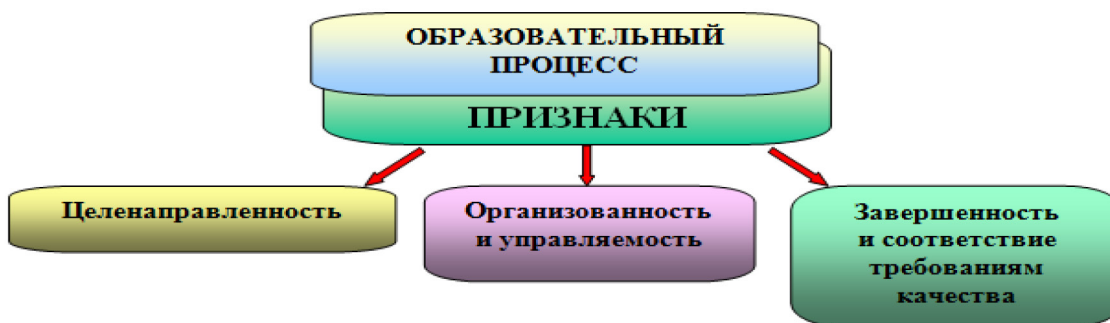 ОБРАЗОВАТЕЛЬНЫЙ
ПРОЦЕСС
ПРИЗНАКИ
Целенаправленность
Организованность
и управляемость
Завершенность
и соответствие
требованиям
качества